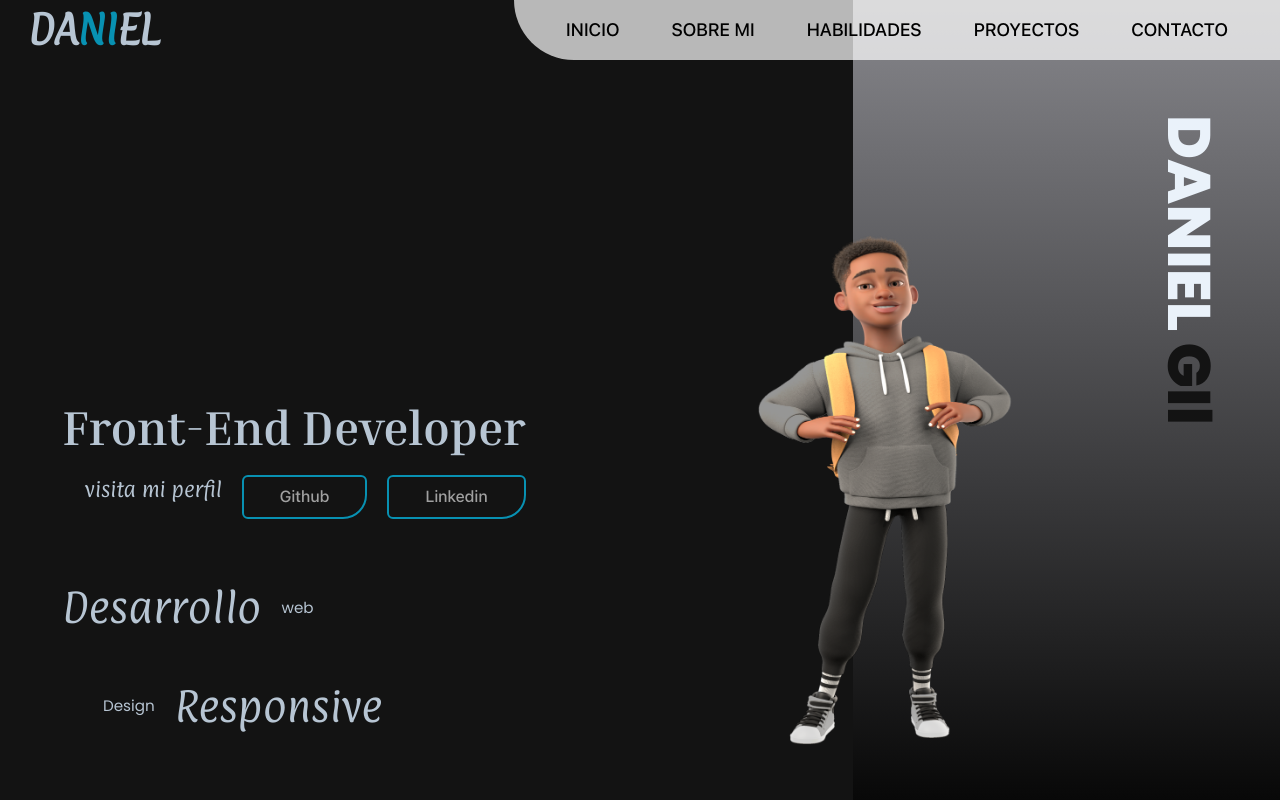 DANIEL
INICIO SOBRE MI HABILIDADES PROYECTOS CONTACTO
DANIEL GII
Front-End Developer
visita mi perfil Github Linkedin
Desarrollo web
Design Responsive